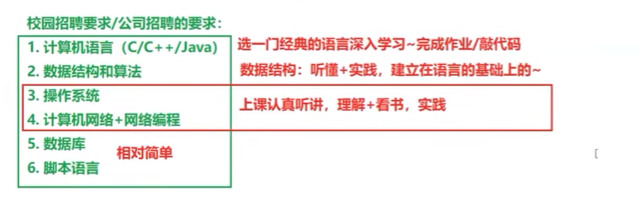 校园招聘要求/公司招聘的要求：
1. 计算机语言（C/C++/Java） 选一门经典的语言深入学习~完成作业/敲代码
2. 数据结构和算法 数据结构：听懂+实践，建立在语言的基础上的~
3. 操作系统
上课认真听讲，理解+看书，实践
4. 计算机网络+网络编程
5. 数据库
相对简单
6. 脚本语言